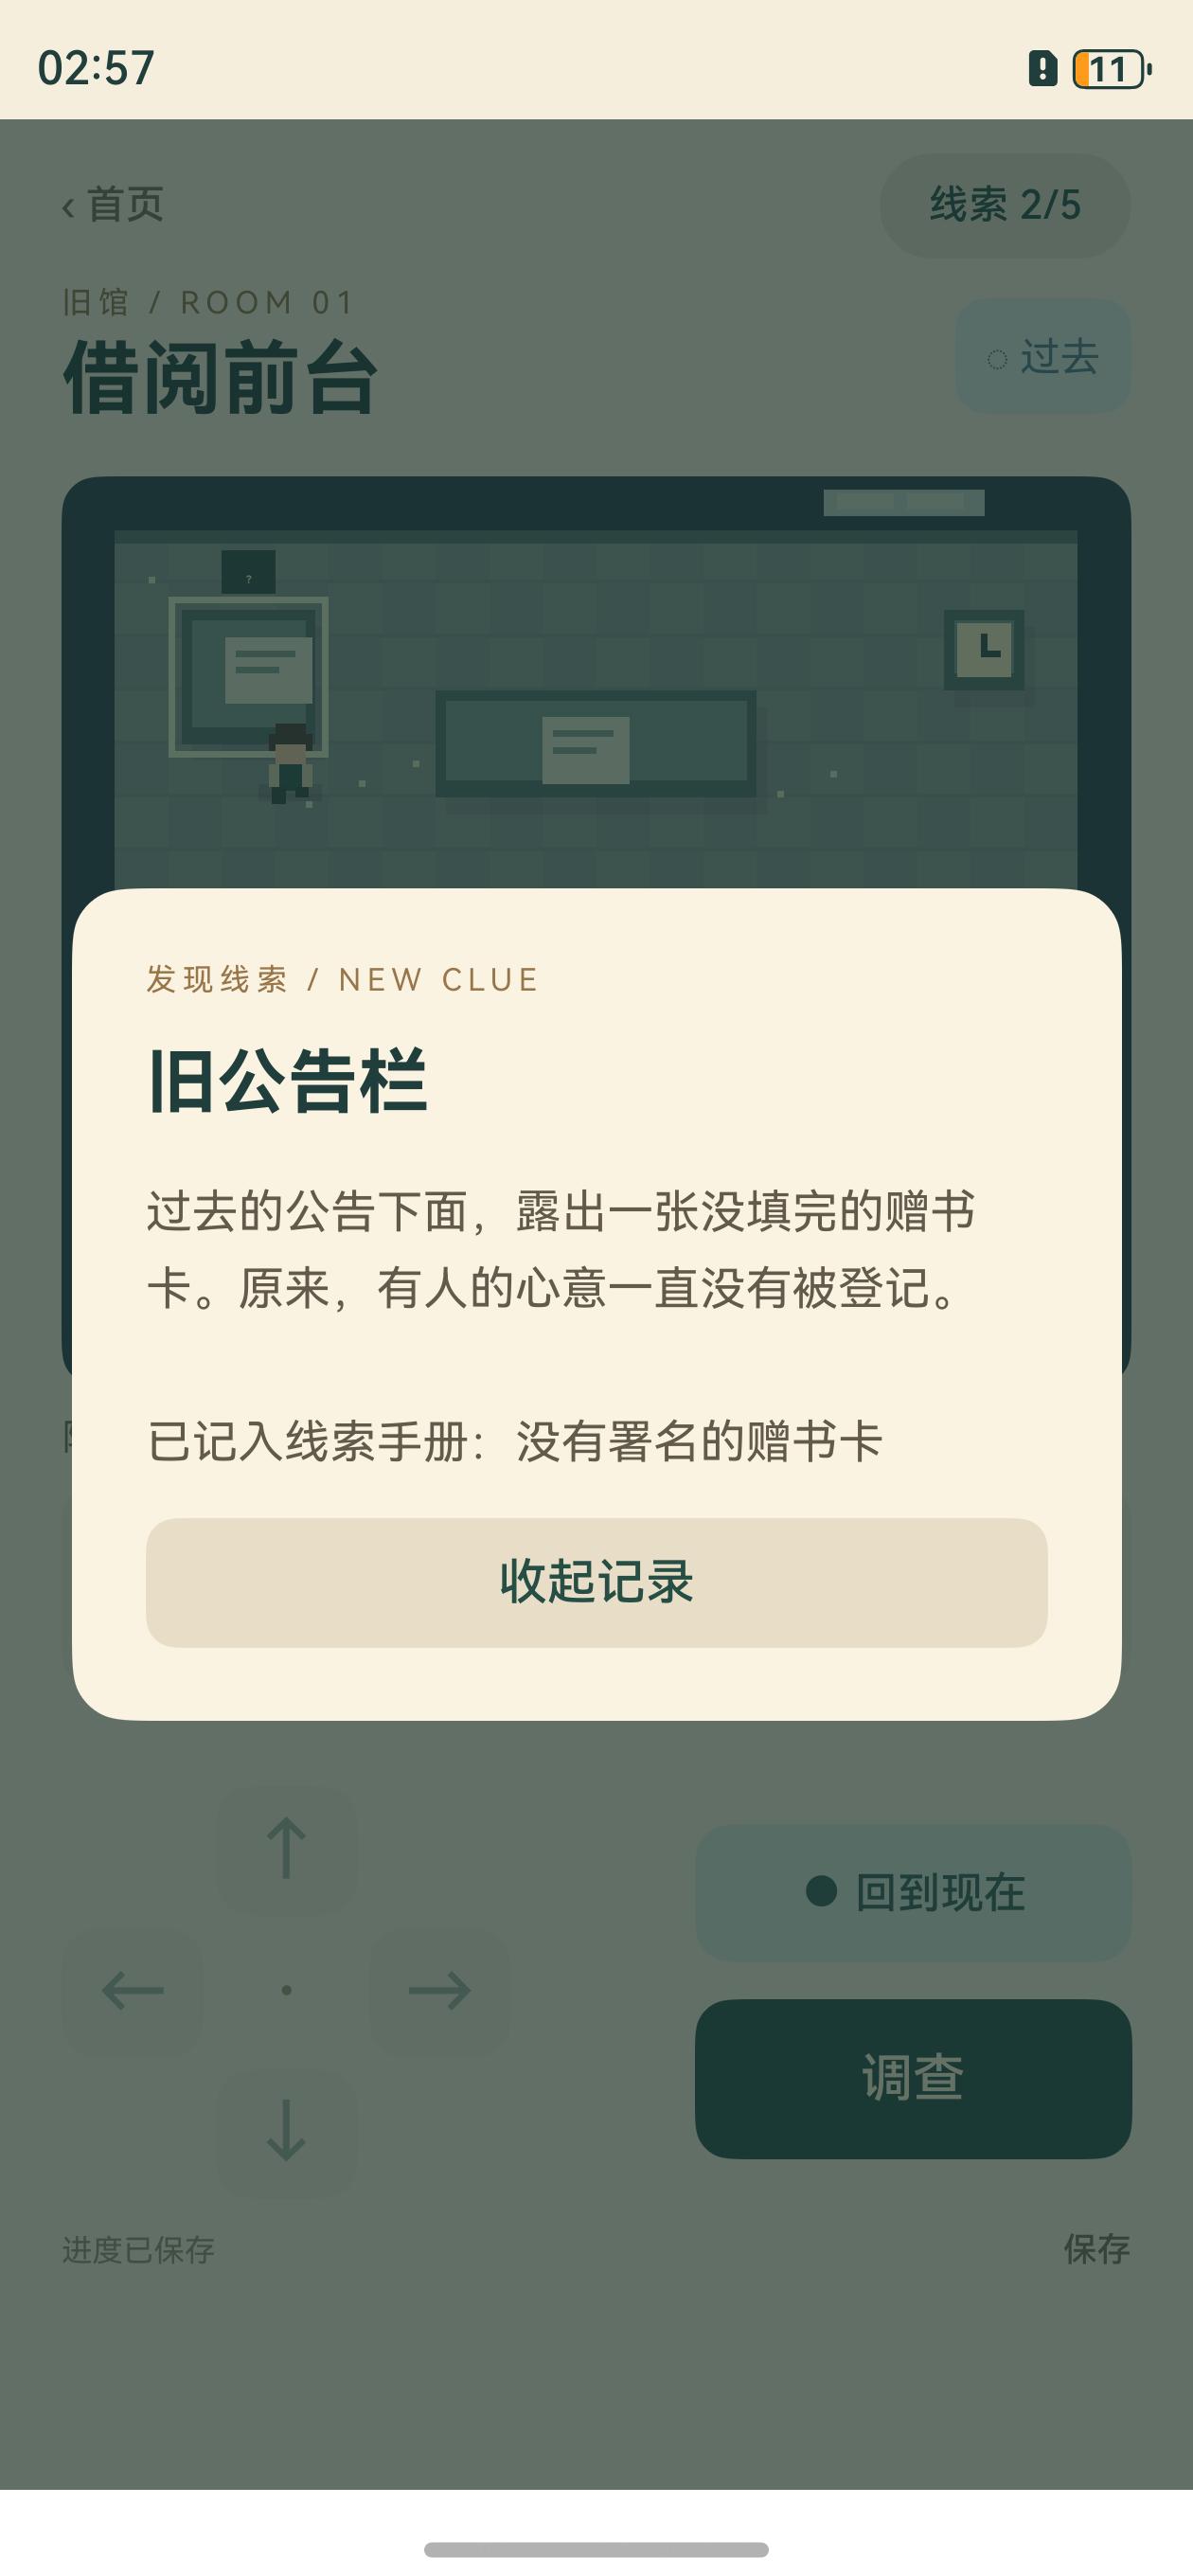 02:57
11
‹ 首页
线索 2/5
旧馆 / ROOM 01
借阅前台
过去
?
发现线索 / NEW CLUE
旧公告栏
过去的公告下面，露出一张没填完的赠书
卡。原来，有人的心意一直没有被登记。
已记入线索手册：没有署名的赠书卡
收起记录
↑
← · →
↓
● 回到现在
调查
进度已保存
保存